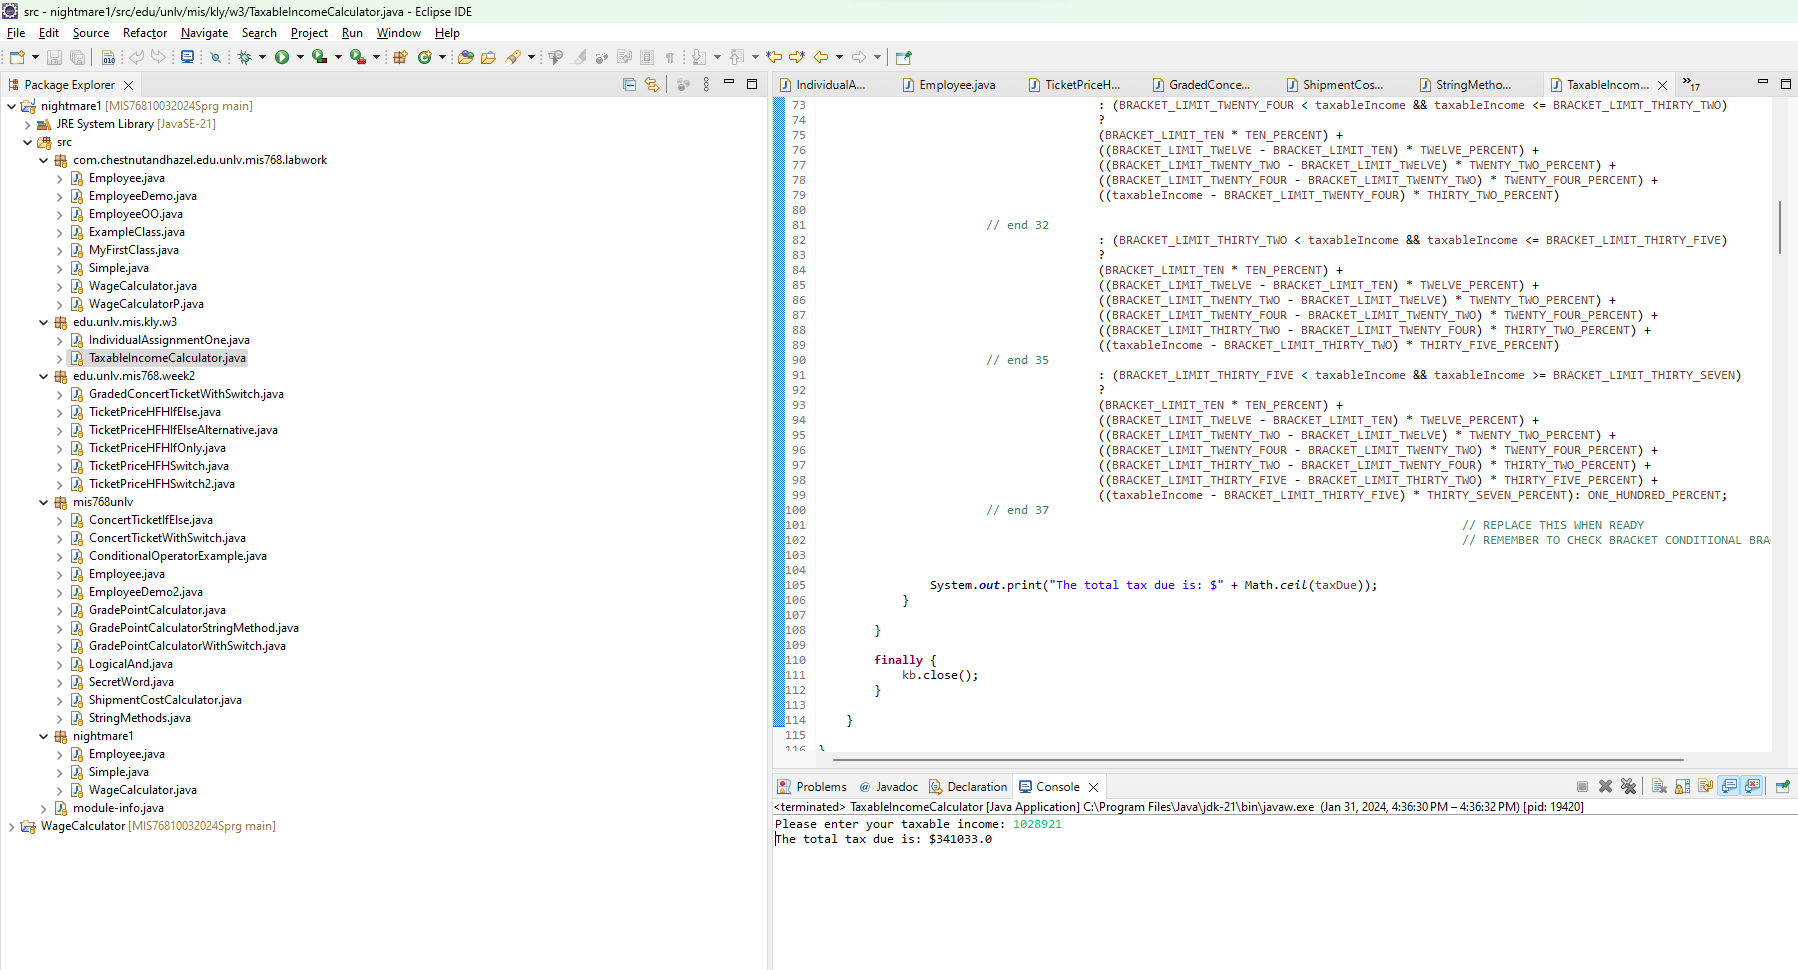 src - nightmare1/src/edu/unlv/mis/kly/w3/TaxableIncomeCalculator.java - Eclipse IDE
File Edit Source Refactor Navigate Search Project Run Window Help
Package Explorer
nightmare1 [MIS76810032024Sprg main]
JRE System Library [JavaSE-21]
src
com.chestnutandhazel.edu.unlv.mis768.labwork
Employee.java
EmployeeDemo.java
EmployeeOO.java
ExampleClass.java
MyFirstClass.java
Simple.java
WageCalculator.java
WageCalculatorP.java
edu.unlv.mis.kly.w3
IndividualAssignmentOne.java
TaxableIncomeCalculator.java
edu.unlv.mis768.week2
GradedConcertTicketWithSwitch.java
TicketPriceHFHIfElse.java
TicketPriceHFHIfElseAlternative.java
TicketPriceHFHIfOnly.java
TicketPriceHFHSwitch.java
TicketPriceHFHSwitch2.java
mis768unlv
ConcertTicketIfElse.java
ConcertTicketWithSwitch.java
ConditionalOperatorExample.java
Employee.java
EmployeeDemo2.java
GradePointCalculator.java
GradePointCalculatorStringMethod.java
GradePointCalculatorWithSwitch.java
LogicalAnd.java
SecretWord.java
ShipmentCostCalculator.java
StringMethods.java
nightmare1
Employee.java
Simple.java
WageCalculator.java
module-info.java
WageCalculator [MIS76810032024Sprg main]
IndividualA... Employee.java TicketPriceH... GradedConce... ShipmentCos... StringMetho... TaxableIncom... »17
73 : (BRACKET_LIMIT_TWENTY_FOUR < taxableIncome && taxableIncome <= BRACKET_LIMIT_THIRTY_TWO)
74 ?
75 (BRACKET_LIMIT_TEN * TEN_PERCENT) +
76 ((BRACKET_LIMIT_TWELVE - BRACKET_LIMIT_TEN) * TWELVE_PERCENT) +
77 ((BRACKET_LIMIT_TWENTY_TWO - BRACKET_LIMIT_TWELVE) * TWENTY_TWO_PERCENT) +
78 ((BRACKET_LIMIT_TWENTY_FOUR - BRACKET_LIMIT_TWENTY_TWO) * TWENTY_FOUR_PERCENT) +
79 ((taxableIncome - BRACKET_LIMIT_TWENTY_FOUR) * THIRTY_TWO_PERCENT)
80
81 // end 32
82 : (BRACKET_LIMIT_THIRTY_TWO < taxableIncome && taxableIncome <= BRACKET_LIMIT_THIRTY_FIVE)
83 ?
84 (BRACKET_LIMIT_TEN * TEN_PERCENT) +
85 ((BRACKET_LIMIT_TWELVE - BRACKET_LIMIT_TEN) * TWELVE_PERCENT) +
86 ((BRACKET_LIMIT_TWENTY_TWO - BRACKET_LIMIT_TWELVE) * TWENTY_TWO_PERCENT) +
87 ((BRACKET_LIMIT_TWENTY_FOUR - BRACKET_LIMIT_TWENTY_TWO) * TWENTY_FOUR_PERCENT) +
88 ((BRACKET_LIMIT_THIRTY_TWO - BRACKET_LIMIT_TWENTY_FOUR) * THIRTY_TWO_PERCENT) +
89 ((taxableIncome - BRACKET_LIMIT_THIRTY_TWO) * THIRTY_FIVE_PERCENT)
90 // end 35
91 : (BRACKET_LIMIT_THIRTY_FIVE < taxableIncome && taxableIncome >= BRACKET_LIMIT_THIRTY_SEVEN)
92 ?
93 (BRACKET_LIMIT_TEN * TEN_PERCENT) +
94 ((BRACKET_LIMIT_TWELVE - BRACKET_LIMIT_TEN) * TWELVE_PERCENT) +
95 ((BRACKET_LIMIT_TWENTY_TWO - BRACKET_LIMIT_TWELVE) * TWENTY_TWO_PERCENT) +
96 ((BRACKET_LIMIT_TWENTY_FOUR - BRACKET_LIMIT_TWENTY_TWO) * TWENTY_FOUR_PERCENT) +
97 ((BRACKET_LIMIT_THIRTY_TWO - BRACKET_LIMIT_TWENTY_FOUR) * THIRTY_TWO_PERCENT) +
98 ((BRACKET_LIMIT_THIRTY_FIVE - BRACKET_LIMIT_THIRTY_TWO) * THIRTY_FIVE_PERCENT) +
99 ((taxableIncome - BRACKET_LIMIT_THIRTY_FIVE) * THIRTY_SEVEN_PERCENT): ONE_HUNDRED_PERCENT;
100 // end 37
101 // REPLACE THIS WHEN READY
102 // REMEMBER TO CHECK BRACKET CONDITIONAL BRA
103
104
105 System.out.print("The total tax due is: $" + Math.ceil(taxDue));
106 }
107
108 }
109
110 finally {
111 kb.close();
112 }
113
114 }
115
116 }
Problems @ Javadoc Declaration Console
<terminated> TaxableIncomeCalculator [Java Application] C:\Program Files\Java\jdk-21\bin\javaw.exe (Jan 31, 2024, 4:36:30 PM – 4:36:32 PM) [pid: 19420]
Please enter your taxable income: 1028921
The total tax due is: $341033.0